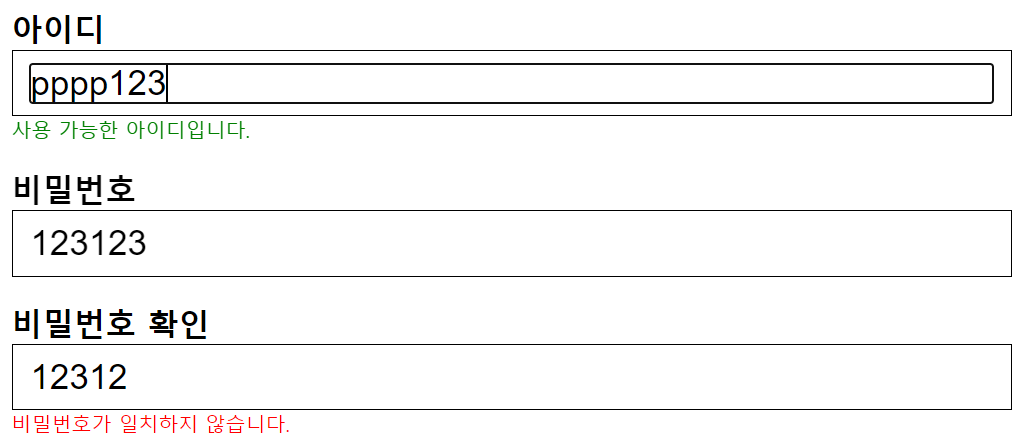 아이디
pppp123
사용 가능한 아이디입니다.
비밀번호
123123
비밀번호 확인
12312
비밀번호가 일치하지 않습니다.